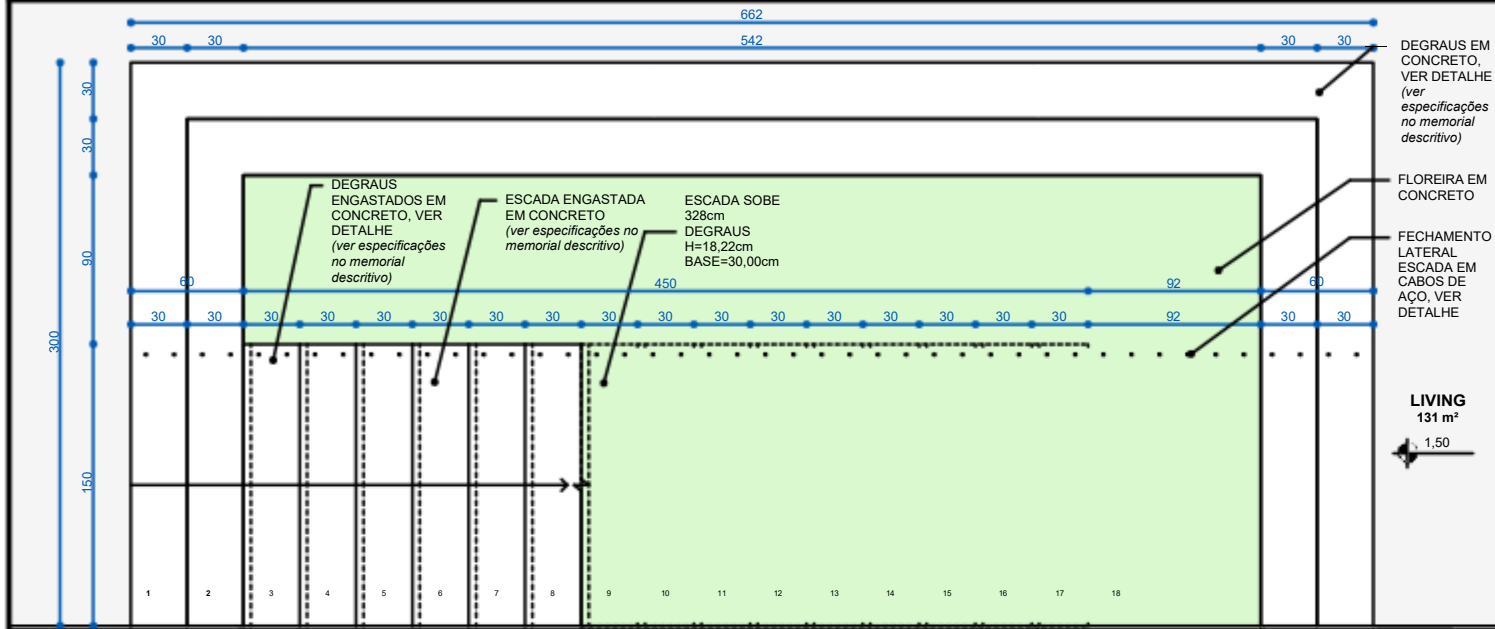 662
30 30 542 30 30
DEGRAUS EM
CONCRETO,
VER DETALHE
(ver
especificações
no memorial
descritivo)
30
30
90
150
300
DEGRAUS
ENGASTADOS EM
CONCRETO, VER
DETALHE
(ver especificações
no memorial
descritivo)
ESCADA ENGASTADA
EM CONCRETO
(ver especificações no
memorial descritivo)
ESCADA SOBE
328cm
DEGRAUS
H=18,22cm
BASE=30,00cm
FLOREIRA EM
CONCRETO
FECHAMENTO
LATERAL
ESCADA EM
CABOS DE
AÇO, VER
DETALHE
60 450 92 60
30 30 30 30 30 30 30 30 30 30 30 30 30 30 30 30 30 92 30 30
LIVING
131 m²
1,50
1 2 3 4 5 6 7 8 9 10 11 12 13 14 15 16 17 18